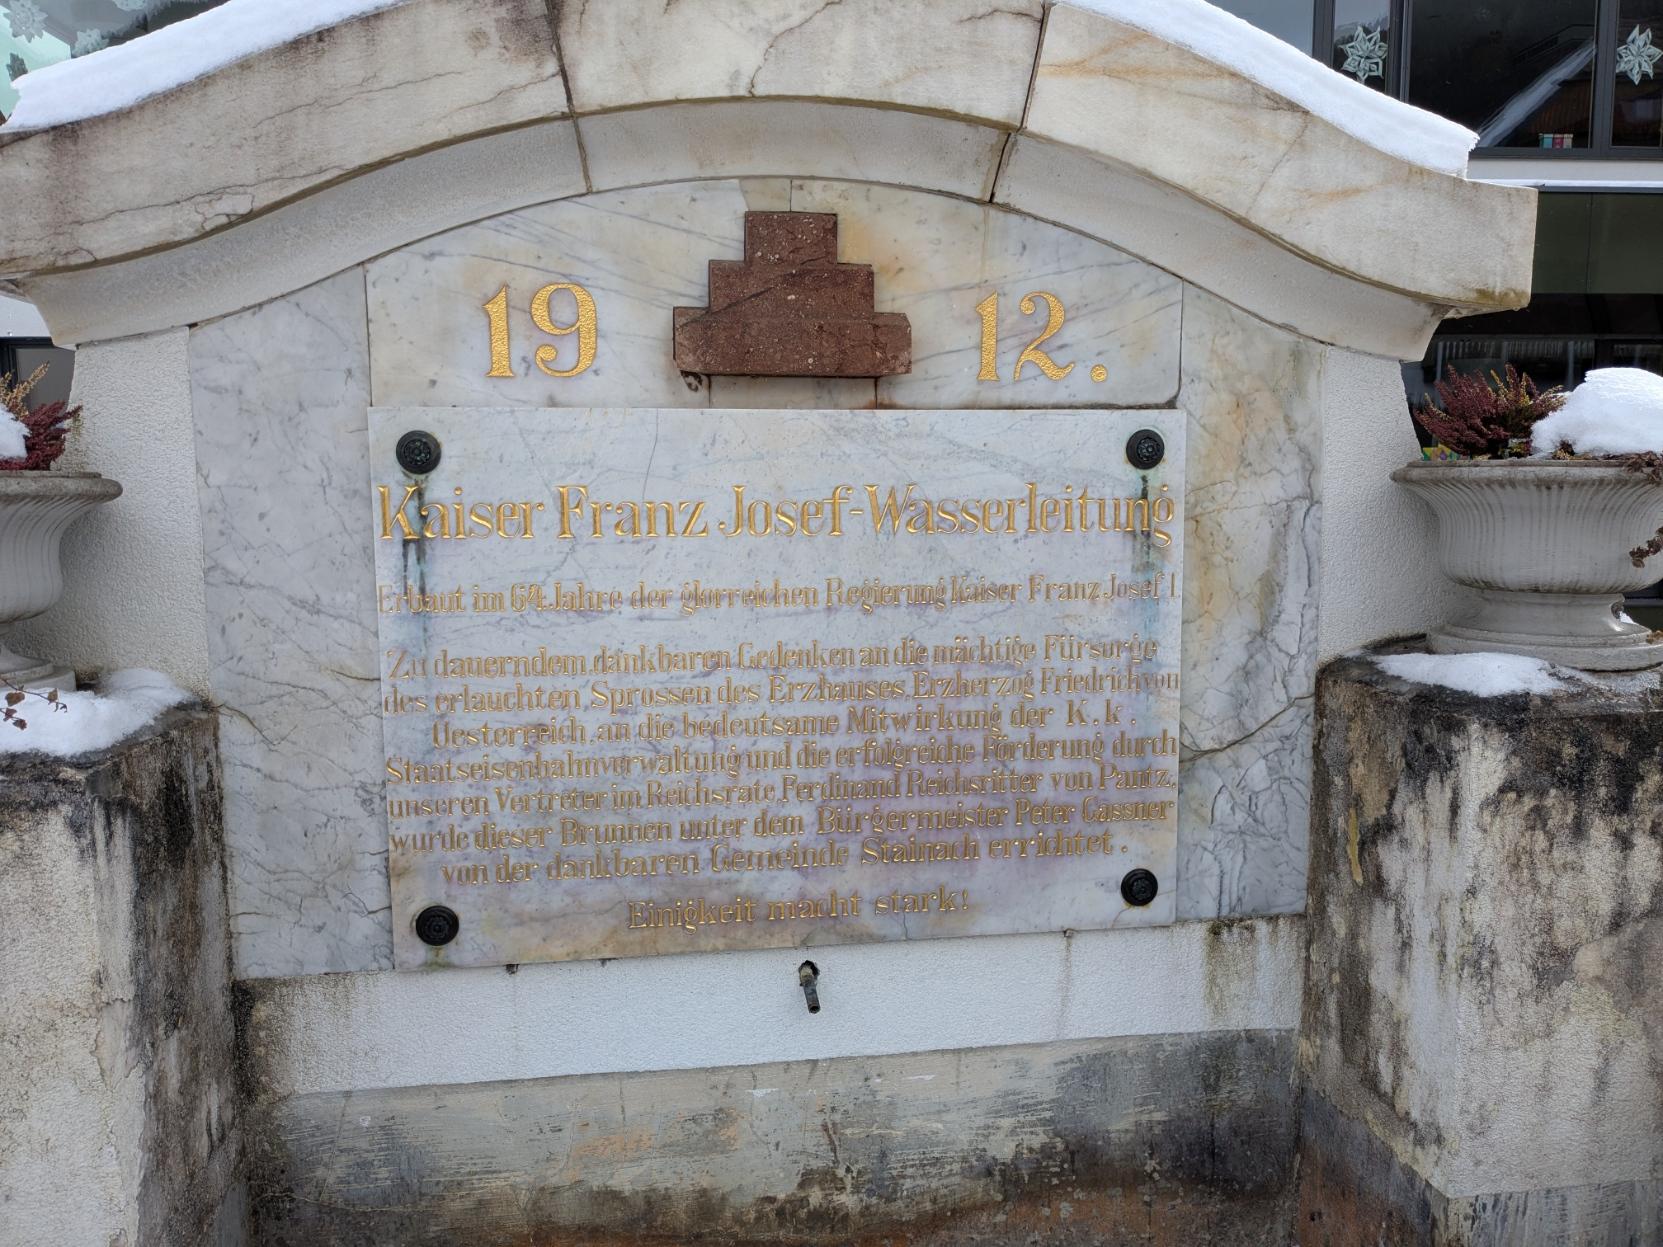 19 12.
Kaiser Franz Josef-Wasserleitung
Erbaut im 64. Jahre der glorreichen Regierung Kaiser Franz Josef I.
Zu dauerndem, dankbaren Gedenken an die mächtige Fürsorge
des erlauchten Sprossen des Erzhauses, Erzherzog Friedrich von
Oesterreich, an die bedeutsame Mitwirkung der K. k.
Staatseisenbahnverwaltung und die erfolgreiche Förderung durch
unseren Vertreter im Reichsrate, Ferdinand Reichsritter von Pantz,
wurde dieser Brunnen unter dem Bürgermeister Peter Gassner
von der dankbaren Gemeinde Stainach errichtet.
Einigkeit macht stark!